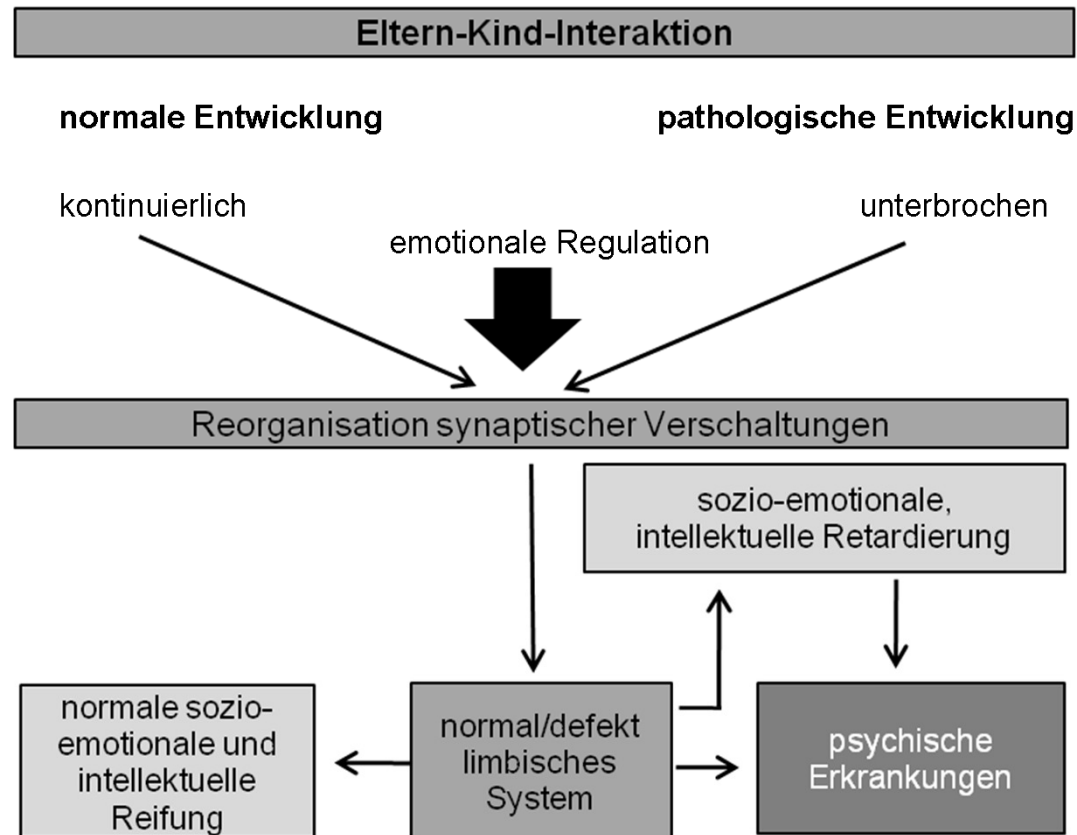 Eltern-Kind-Interaktion
normale Entwicklung
pathologische Entwicklung
kontinuierlich
unterbrochen
emotionale Regulation
Reorganisation synaptischer Verschaltungen
sozio-emotionale,
intellektuelle Retardierung
normale sozio-
emotionale und
intellektuelle
Reifung
normal/defekt
limbisches
System
psychische
Erkrankungen